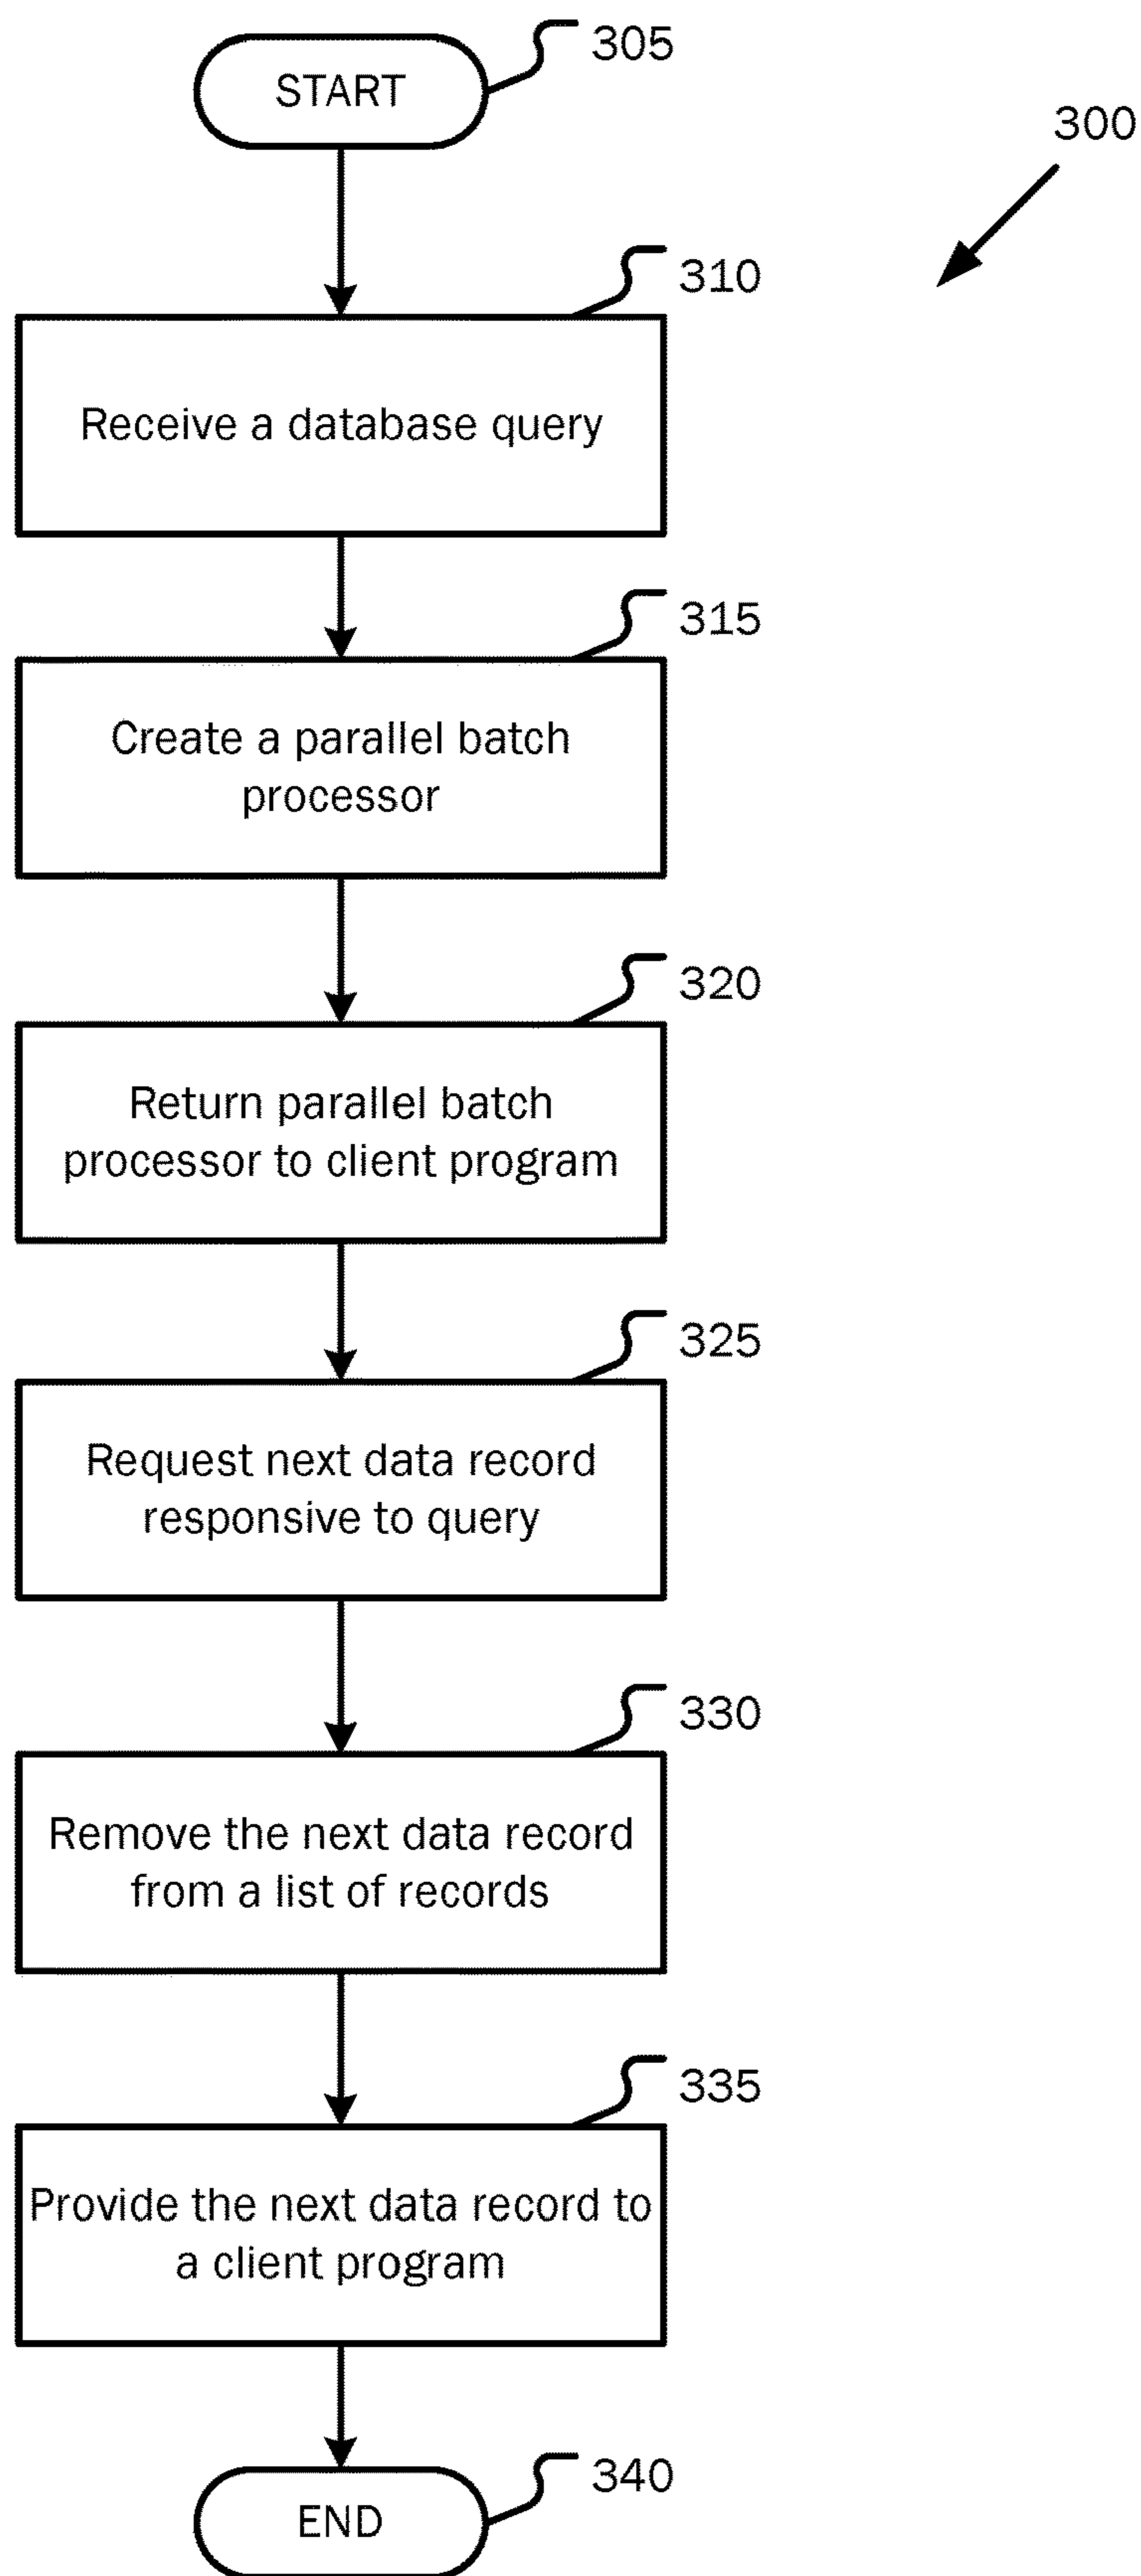 305
START
300
310
Receive a database query
315
Create a parallel batch
processor
320
Return parallel batch
processor to client program
325
Request next data record
responsive to query
330
Remove the next data record
from a list of records
335
Provide the next data record to
a client program
340
END